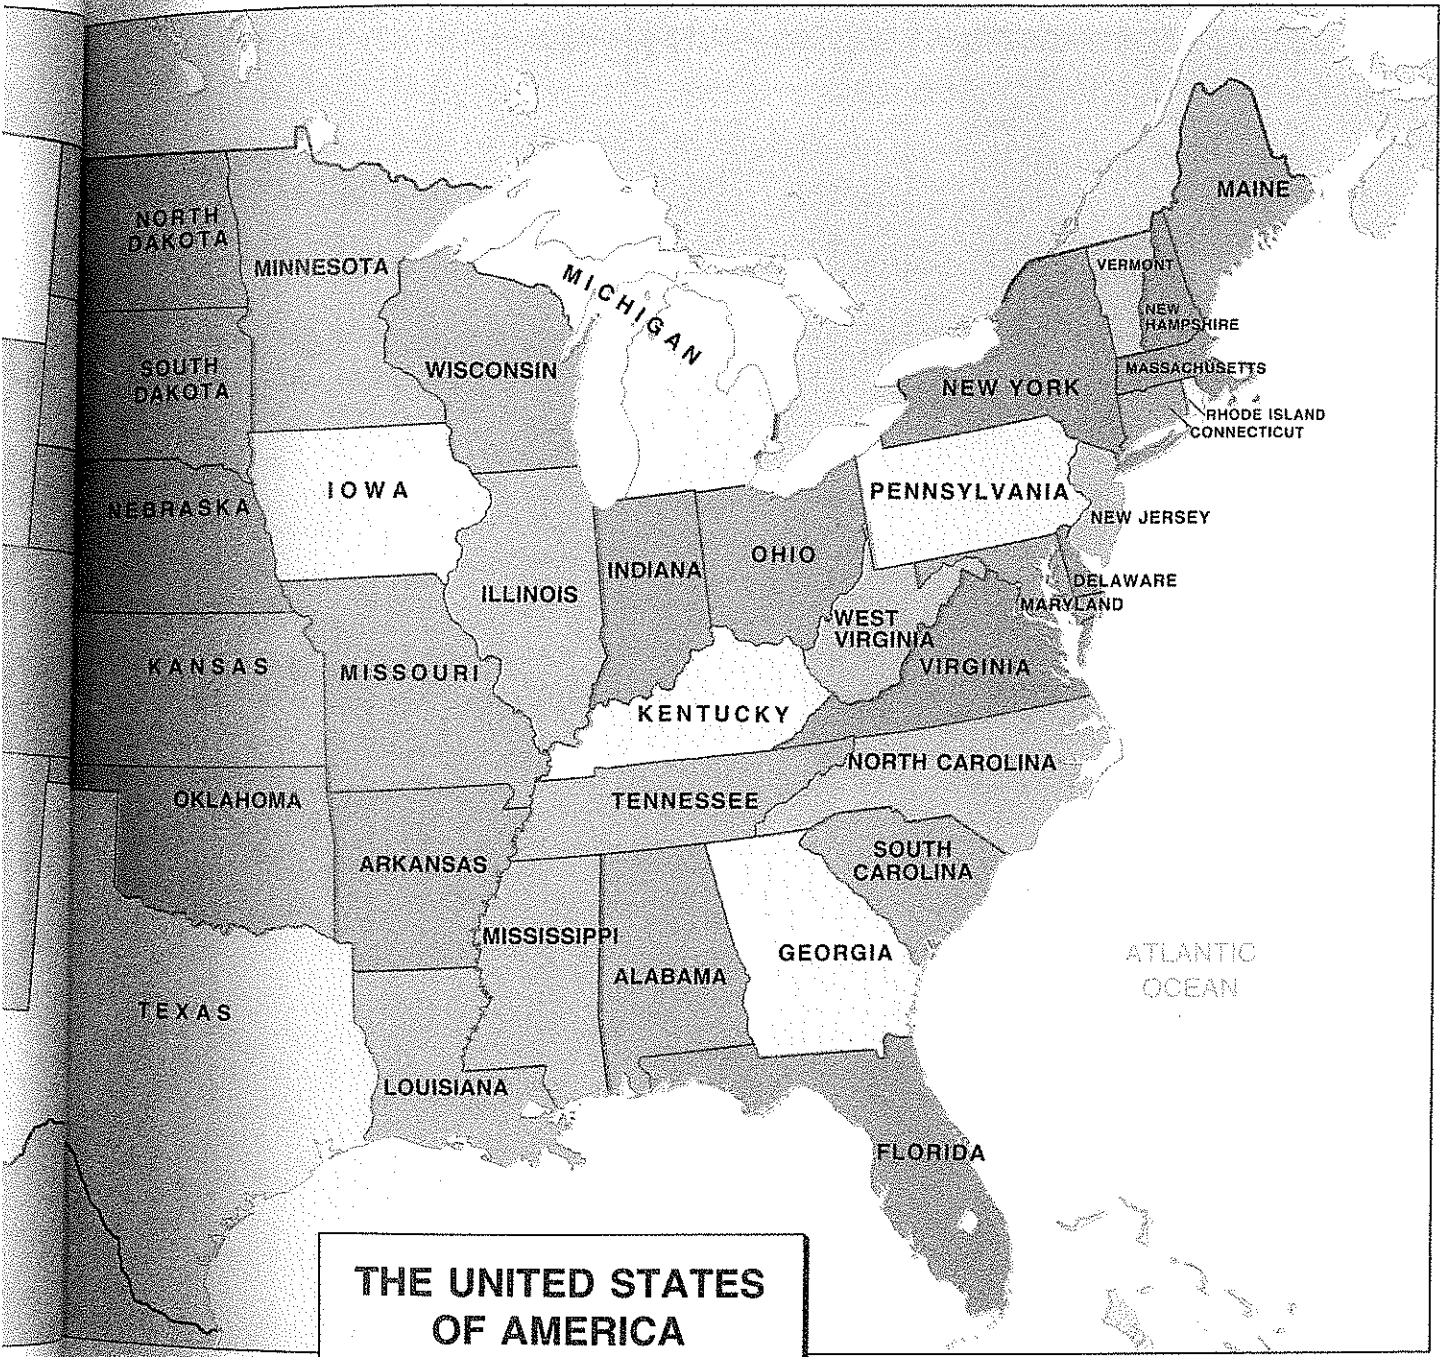 MAINE
NORTH
DAKOTA
MINNESOTA
VERMONT
MICHIGAN
NEW
HAMPSHIRE
SOUTH
DAKOTA
WISCONSIN
MASSACHUSETTS
NEW YORK
RHODE ISLAND
CONNECTICUT
IOWA
PENNSYLVANIA
NEBRASKA
NEW JERSEY
OHIO
INDIANA
ILLINOIS
DELAWARE
MARYLAND
WEST
VIRGINIA
VIRGINIA
KANSAS
MISSOURI
KENTUCKY
NORTH CAROLINA
OKLAHOMA
TENNESSEE
ARKANSAS
SOUTH
CAROLINA
MISSISSIPPI
GEORGIA
ALABAMA
ATLANTIC
OCEAN
TEXAS
LOUISIANA
FLORIDA
THE UNITED STATES
OF AMERICA